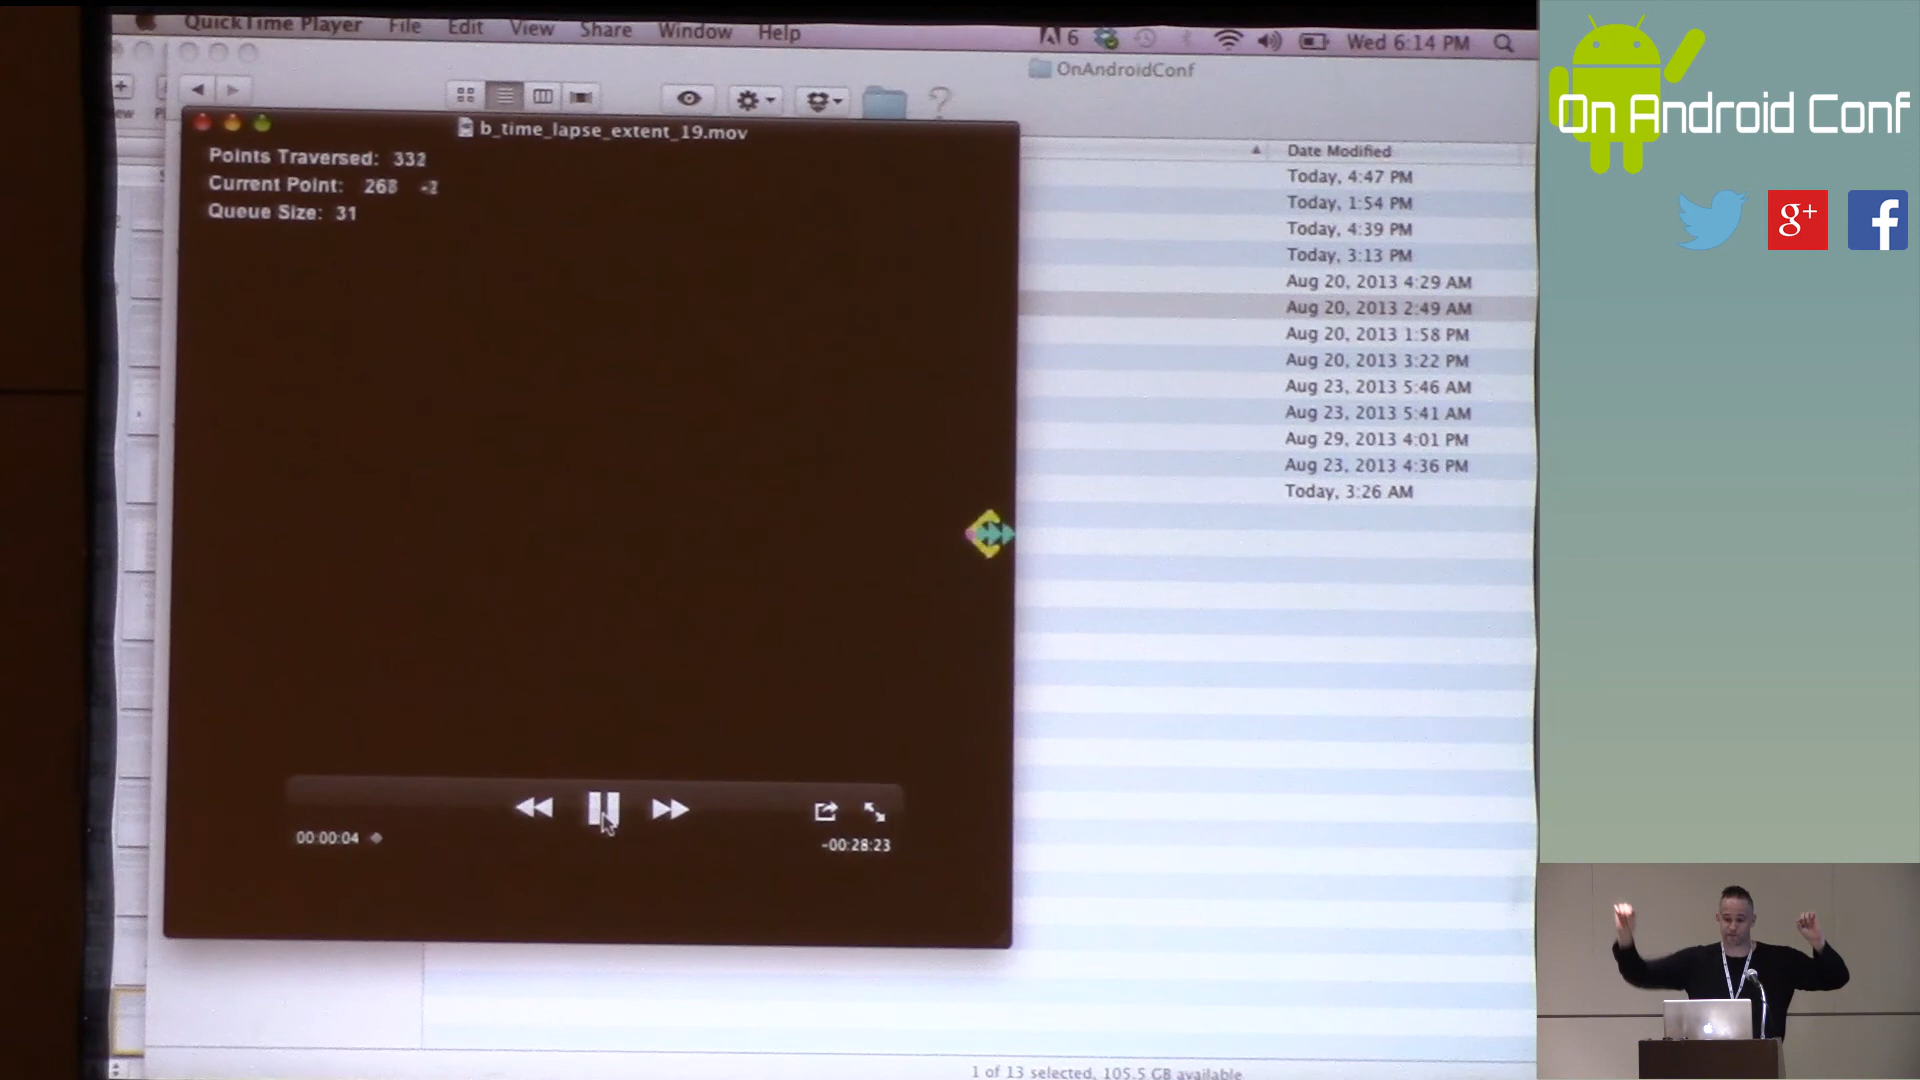 QuickTime Player File Edit View Share Window Help
6 Wed 6:14 PM
OnAndroidConf
b_time_lapse_extent_19.mov
Points Traversed: 332
Current Point: 268 -2
Queue Size: 31
Date Modified
Today, 4:47 PM
Today, 1:54 PM
Today, 4:39 PM
Today, 3:13 PM
Aug 20, 2013 4:29 AM
Aug 20, 2013 2:49 AM
Aug 20, 2013 1:58 PM
Aug 20, 2013 3:22 PM
Aug 23, 2013 5:46 AM
Aug 23, 2013 5:41 AM
Aug 29, 2013 4:01 PM
Aug 23, 2013 4:36 PM
Today, 3:26 AM
00:00:04
-00:28:23
1 of 13 selected, 105.5 GB available
On Android Conf
g+
f